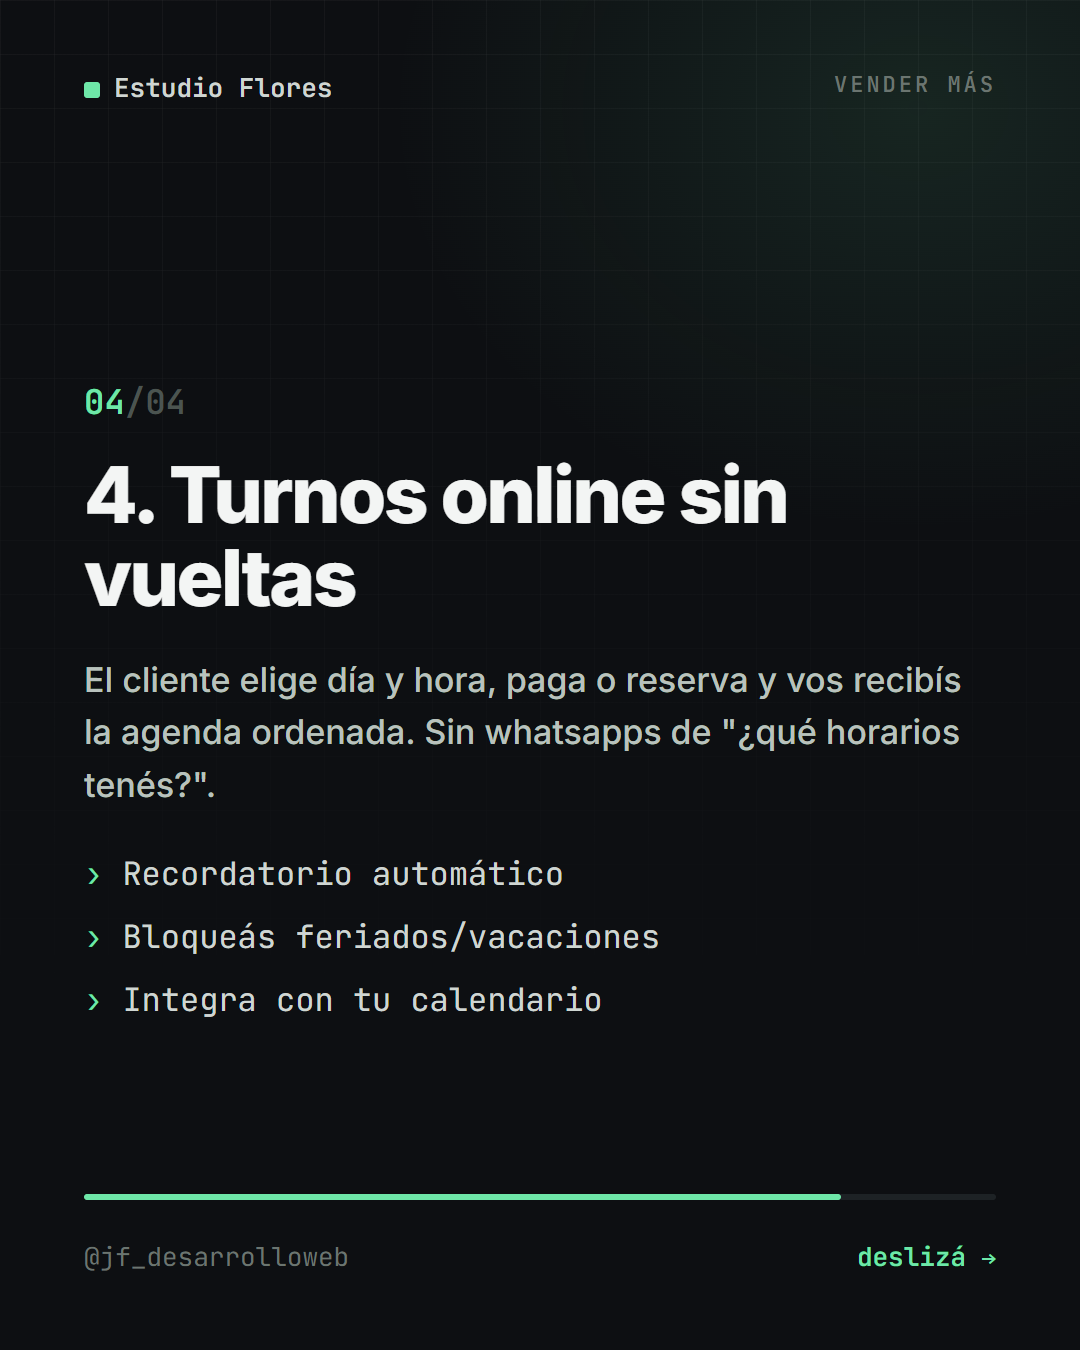 Estudio Flores
VENDER MÁS
04/04
4. Turnos online sin
vueltas
El cliente elige día y hora, paga o reserva y vos recibís
la agenda ordenada. Sin whatsapps de "¿qué horarios
tenés?".
› Recordatorio automático
› Bloqueás feriados/vacaciones
› Integra con tu calendario
@jf_desarrolloweb
deslizá →